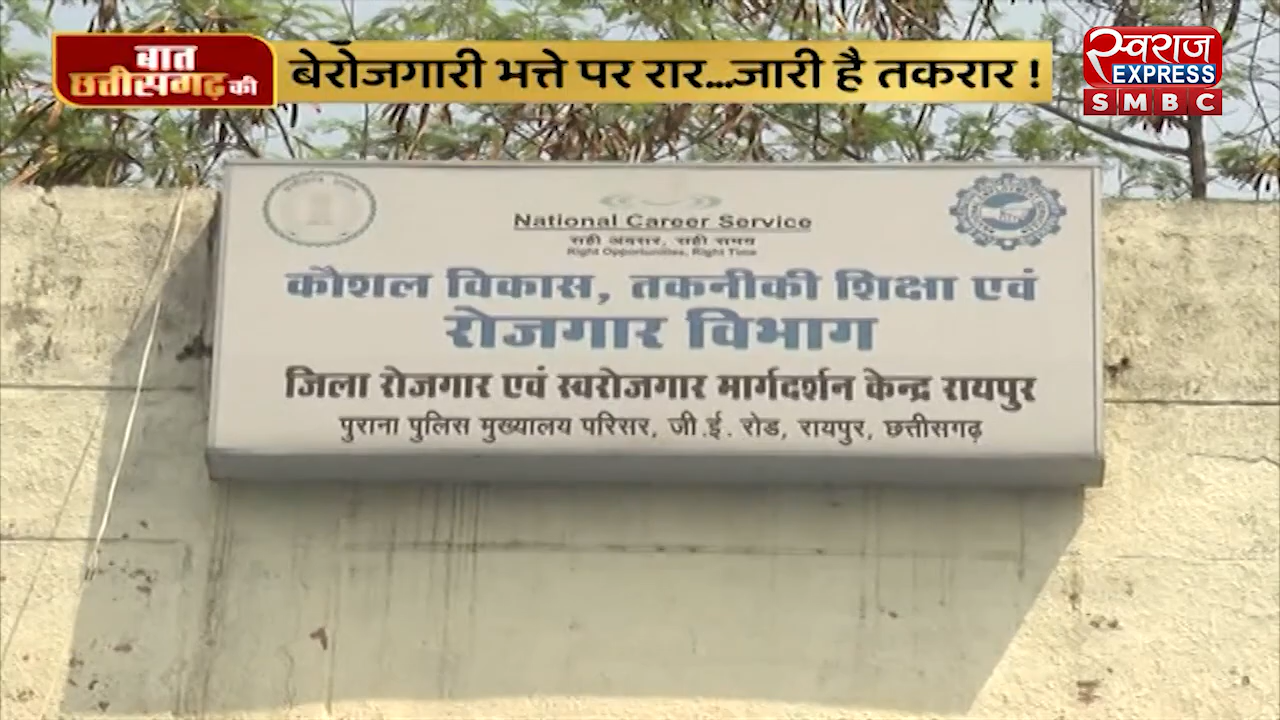 बात
छत्तीसगढ़ की
बेरोजगारी भत्ते पर रार...जारी है तकरार !
स्वराज
EXPRESS
SMBC
National Career Service
सही अवसर, सही समय
Right Opportunities, Right Time
कौशल विकास, तकनीकी शिक्षा एवं
रोजगार विभाग
जिला रोजगार एवं स्वरोजगार मार्गदर्शन केन्द्र रायपुर
पुराना पुलिस मुख्यालय परिसर, जी.ई. रोड, रायपुर, छत्तीसगढ़